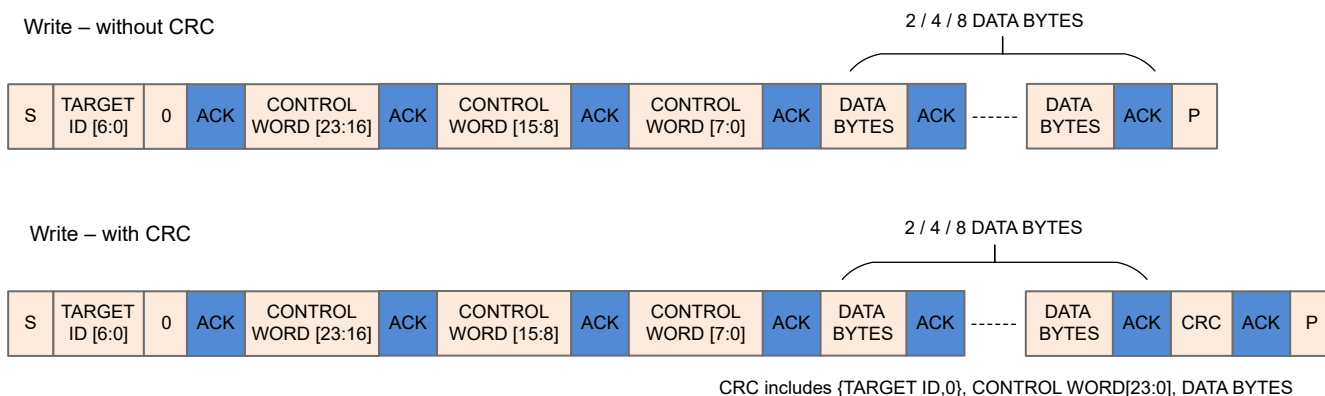 Write – without CRC
2 / 4 / 8 DATA BYTES
S TARGET ID [6:0] 0 ACK CONTROL WORD [23:16] ACK CONTROL WORD [15:8] ACK CONTROL WORD [7:0] ACK DATA BYTES ACK ------ DATA BYTES ACK P
Write – with CRC
2 / 4 / 8 DATA BYTES
S TARGET ID [6:0] 0 ACK CONTROL WORD [23:16] ACK CONTROL WORD [15:8] ACK CONTROL WORD [7:0] ACK DATA BYTES ACK ------ DATA BYTES ACK CRC ACK P
CRC includes {TARGET ID,0}, CONTROL WORD[23:0], DATA BYTES